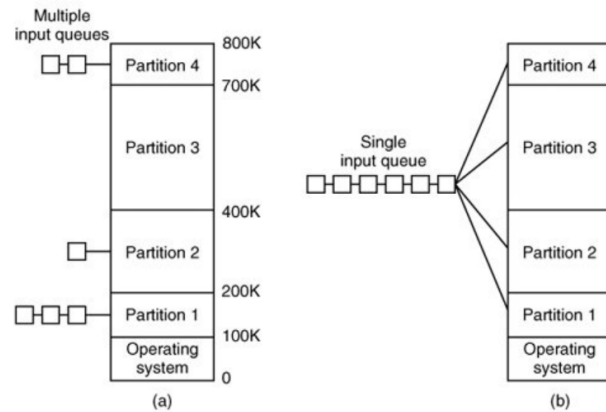 Multiple
input queues
800K
Partition 4
700K
Partition 3
400K
Partition 2
200K
Partition 1
100K
Operating
system
0
(a)
Single
input queue
Partition 4
Partition 3
Partition 2
Partition 1
Operating
system
(b)